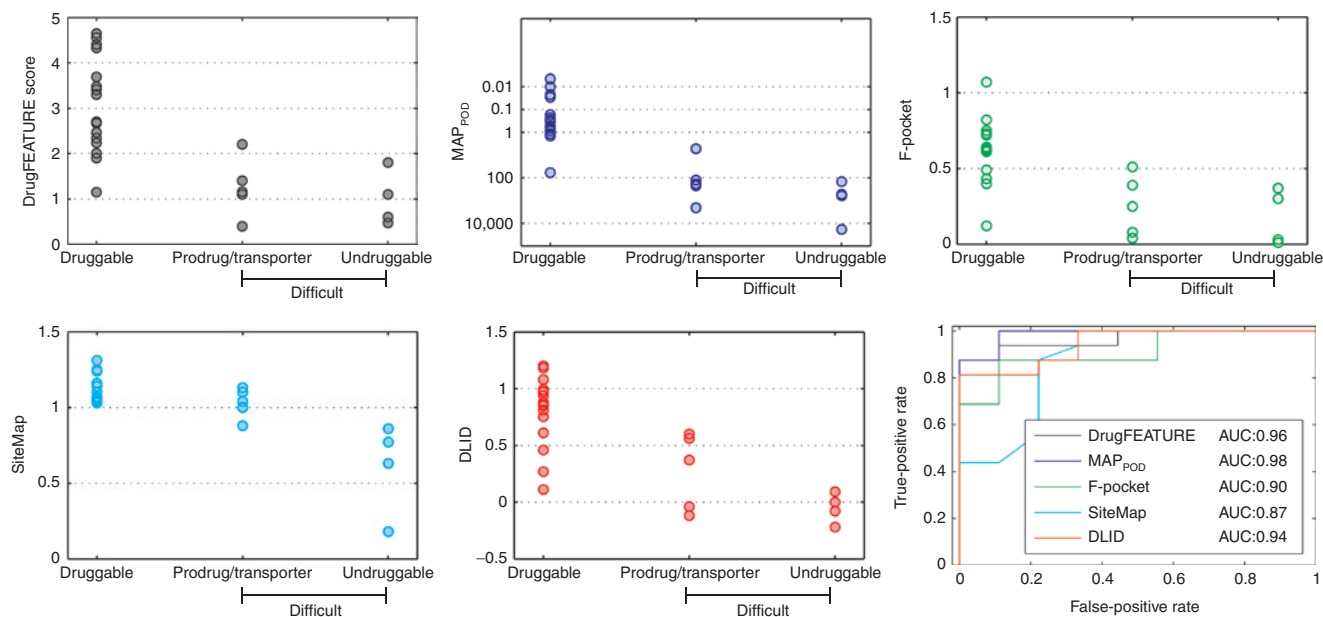 5
4
3
2
1
0
DrugFEATURE score
Druggable
Prodrug/transporter
Undruggable
Difficult
0.01
0.1
1
100
10,000
MAPPOD
Druggable
Prodrug/transporter
Undruggable
Difficult
1.5
1
0.5
0
F-pocket
Druggable
Prodrug/transporter
Undruggable
Difficult
1.5
1
0.5
0
SiteMap
Druggable
Prodrug/transporter
Undruggable
Difficult
1.5
1
0.5
0
−0.5
DLID
Druggable
Prodrug/transporter
Undruggable
Difficult
1
0.8
0.6
0.4
0.2
0
True-positive rate
DrugFEATURE AUC:0.96
MAPPOD AUC:0.98
F-pocket AUC:0.90
SiteMap AUC:0.87
DLID AUC:0.94
0 0.2 0.4 0.6 0.8 1
False-positive rate